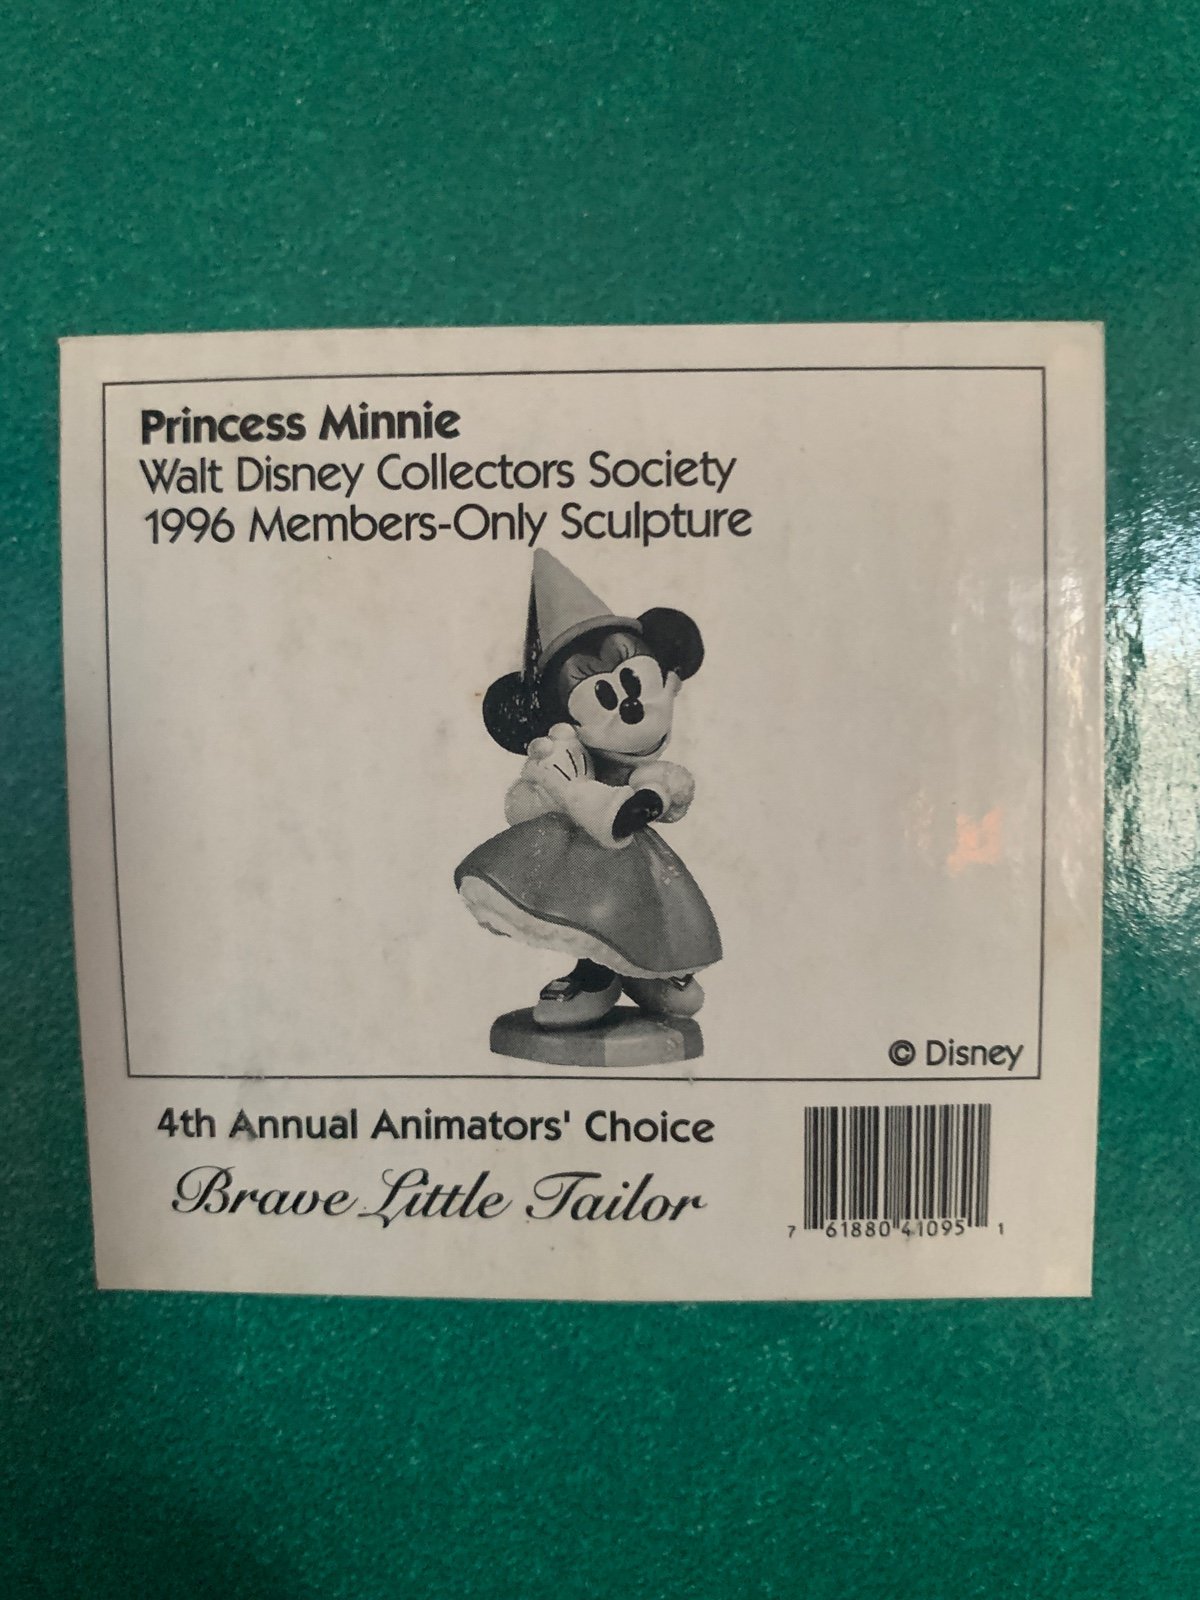 Princess Minnie
Walt Disney Collectors Society
1996 Members-Only Sculpture
© Disney
4th Annual Animators' Choice
Brave Little Tailor
7 61880 41095 1